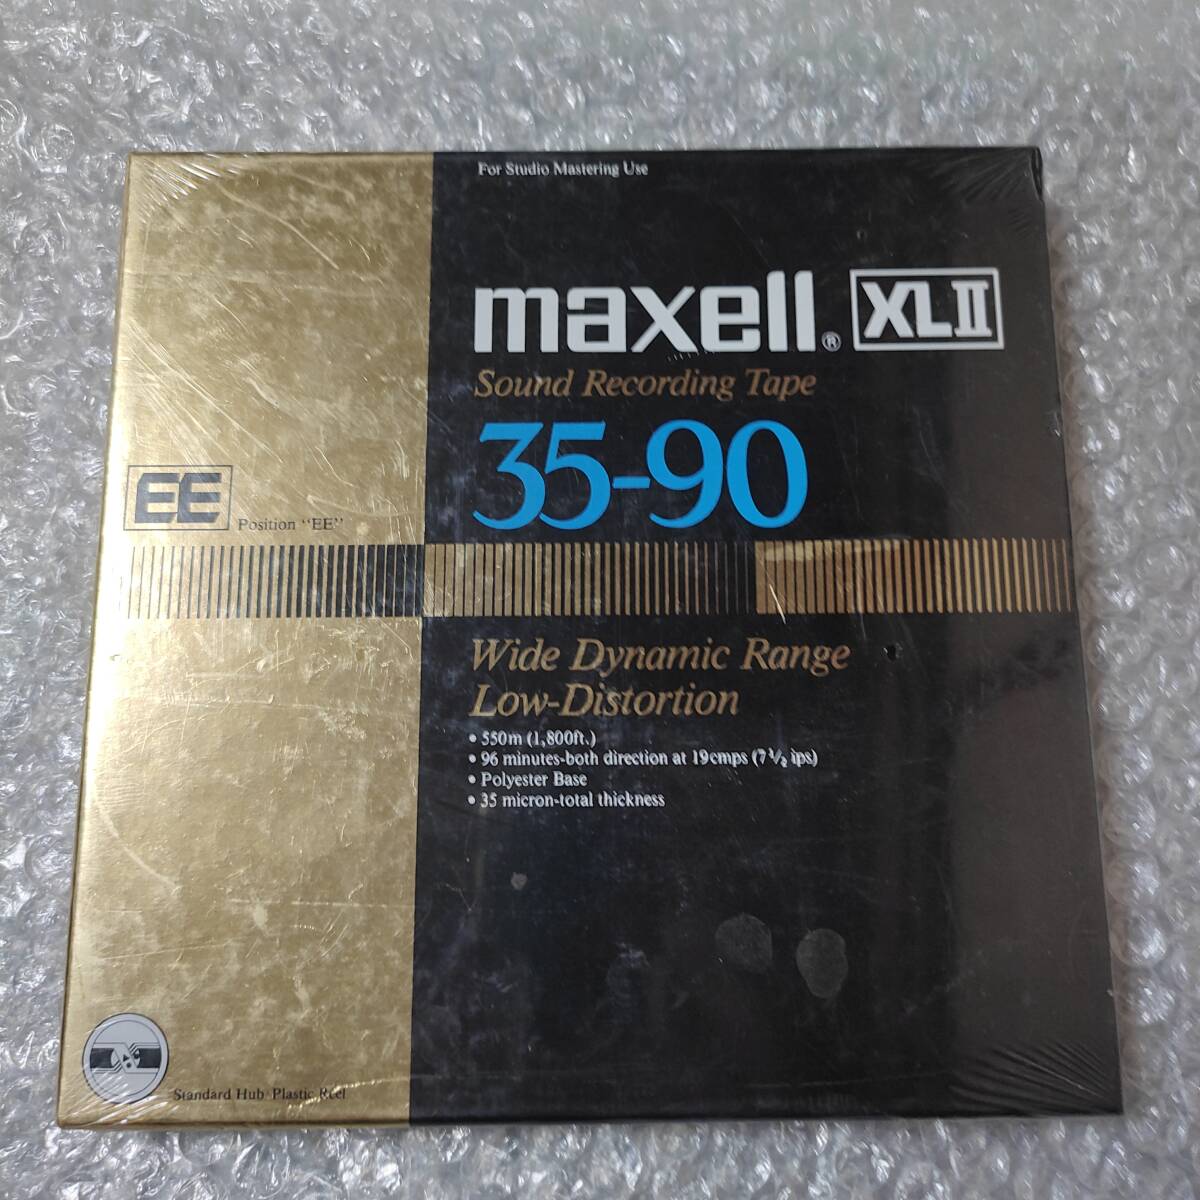 For Studio Mastering Use
maxell® XLII
Sound Recording Tape
35-90
EE
Position "EE"
Wide Dynamic Range
Low-Distortion
• 550m (1,800ft.)
• 96 minutes-both direction at 19cmps (7 1/2 ips)
• Polyester Base
• 35 micron-total thickness
Standard Hub Plastic Reel